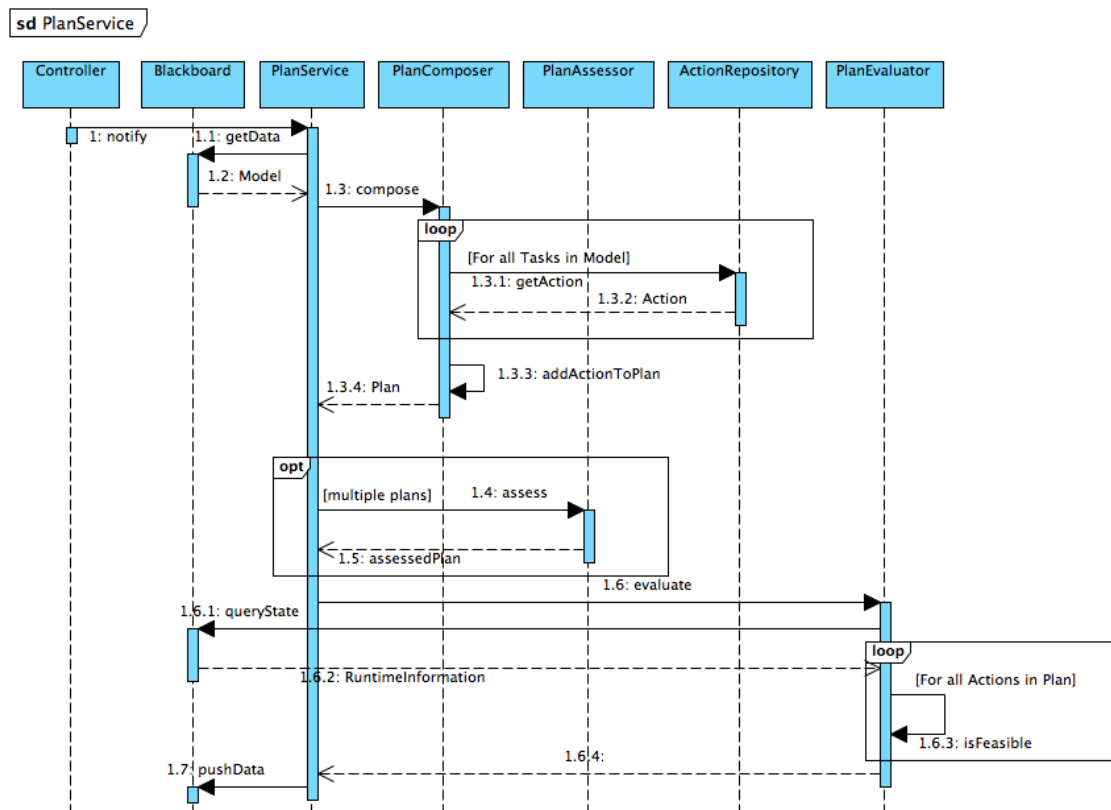 sd PlanService
Controller
Blackboard
PlanService
PlanComposer
PlanAssessor
ActionRepository
PlanEvaluator
1: notify
1.1: getData
1.2: Model
1.3: compose
loop
[For all Tasks in Model]
1.3.1: getAction
1.3.2: Action
1.3.3: addActionToPlan
1.3.4: Plan
opt
[multiple plans]
1.4: assess
1.5: assessedPlan
1.6: evaluate
1.6.1: queryState
loop
1.6.2: RuntimeInformation
[For all Actions in Plan]
1.6.3: isFeasible
1.6.4:
1.7: pushData